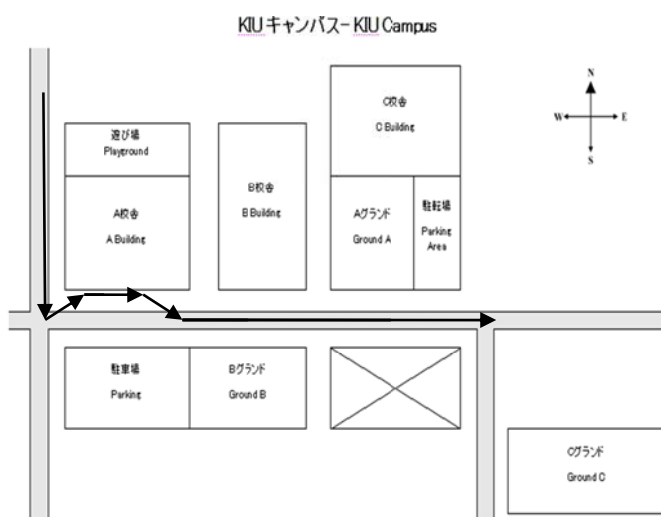 KIU キャンパス- KIU Campus
N
W
E
S
C校舎
C Building
遊び場
Playground
A校舎
A Building
B校舎
B Building
Aグランド
Ground A
駐転場
Parking
Area
駐車場
Parking
Bグランド
Ground B
Cグランド
Ground C